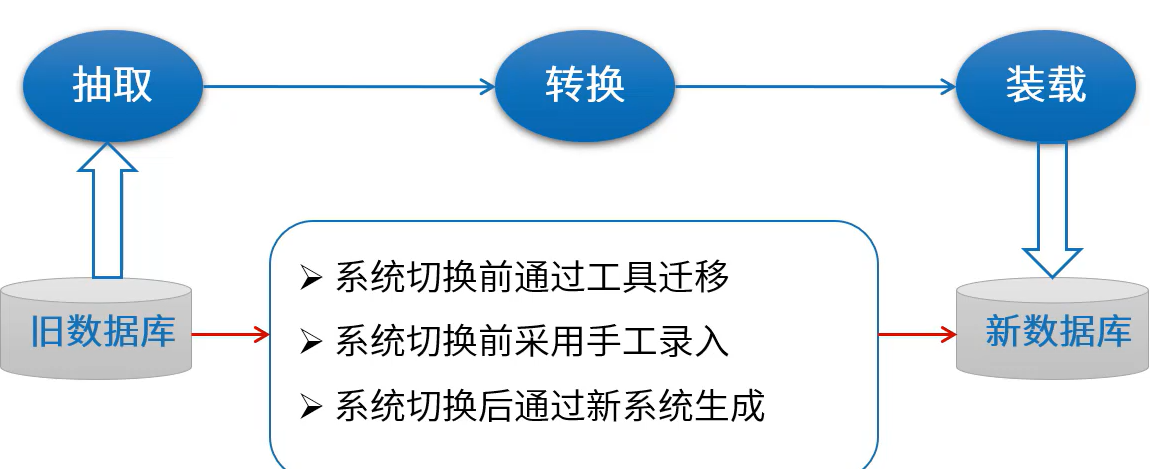 抽取
转换
装载
系统切换前通过工具迁移
旧数据库
系统切换前采用手工录入
新数据库
系统切换后通过新系统生成